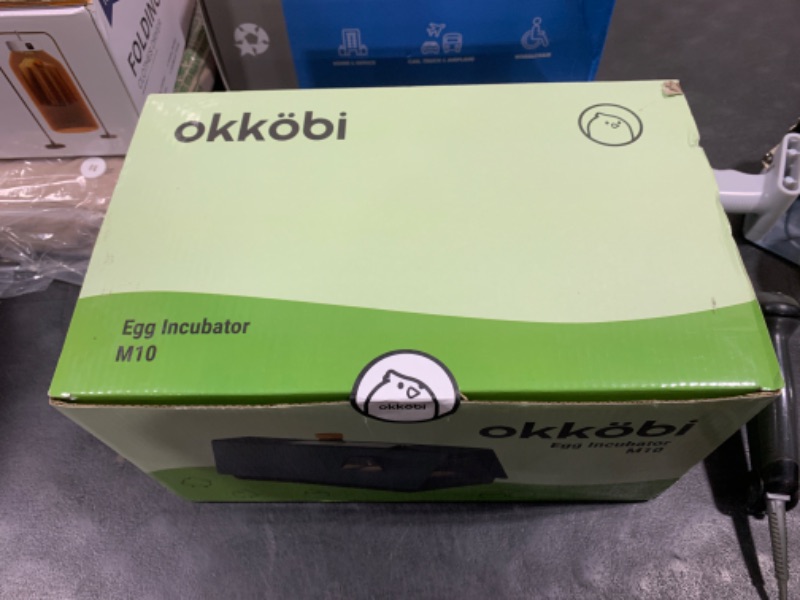 FOLDING
okköbi
Egg Incubator
M10
okköbi
okköbi
Egg Incubator
M10